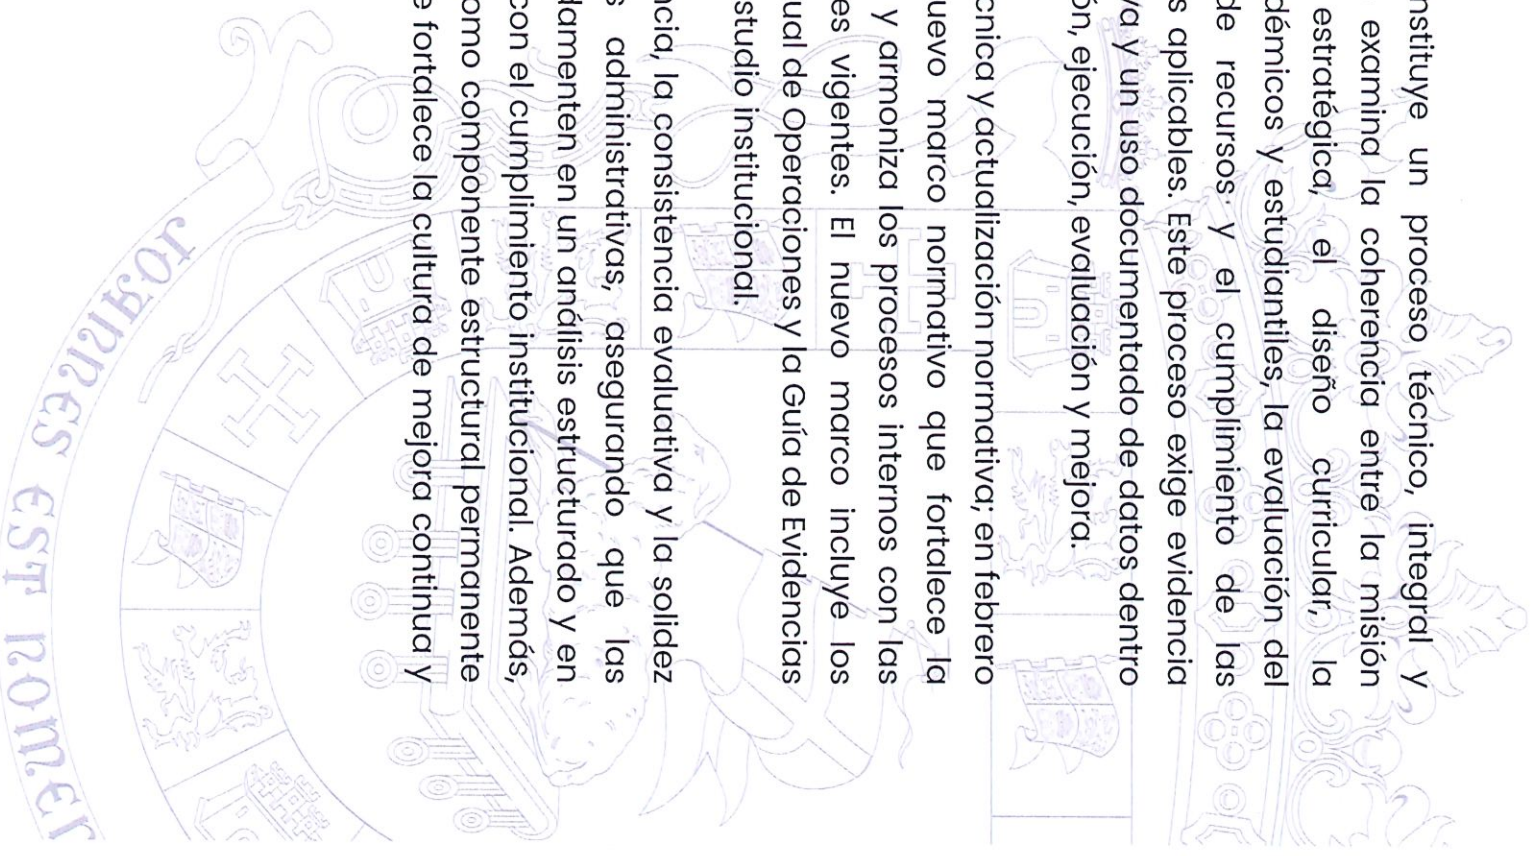 nstituye un proceso técnico, integral y
examina la coherencia entre la misión
estratégica, el diseño curricular, la
démicos y estudiantiles, la evaluación del
de recursos y el cumplimiento de las
s aplicables. Este proceso exige evidencia
va y un uso documentado de datos dentro
ón, ejecución, evaluación y mejora.
cnica y actualización normativa; en febrero
uevo marco normativo que fortalece la
y armoniza los procesos internos con las
es vigentes. El nuevo marco incluye los
ual de Operaciones y la Guía de Evidencias
studio institucional.
ncia, la consistencia evaluativa y la solidez
s administrativas, asegurando que las
damenten en un análisis estructurado y en
con el cumplimiento institucional. Además,
omo componente estructural permanente
e fortalece la cultura de mejora continua y
JOANNES EST NOMEN